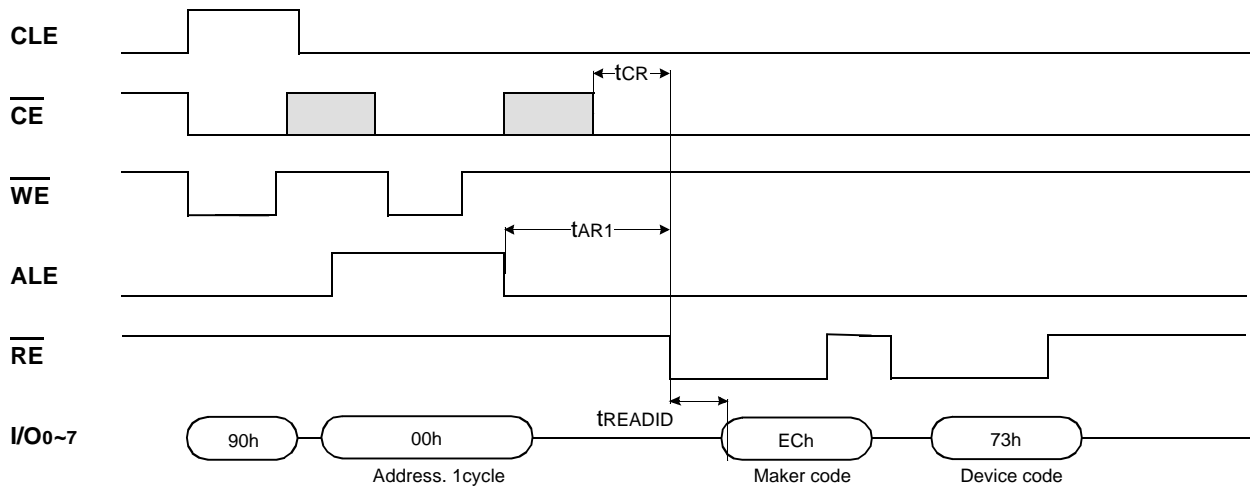 CLE
tCR
CE
WE
tAR1
ALE
RE
tREADID
I/O0~7
90h
00h
ECh
73h
Address. 1cycle
Maker code
Device code